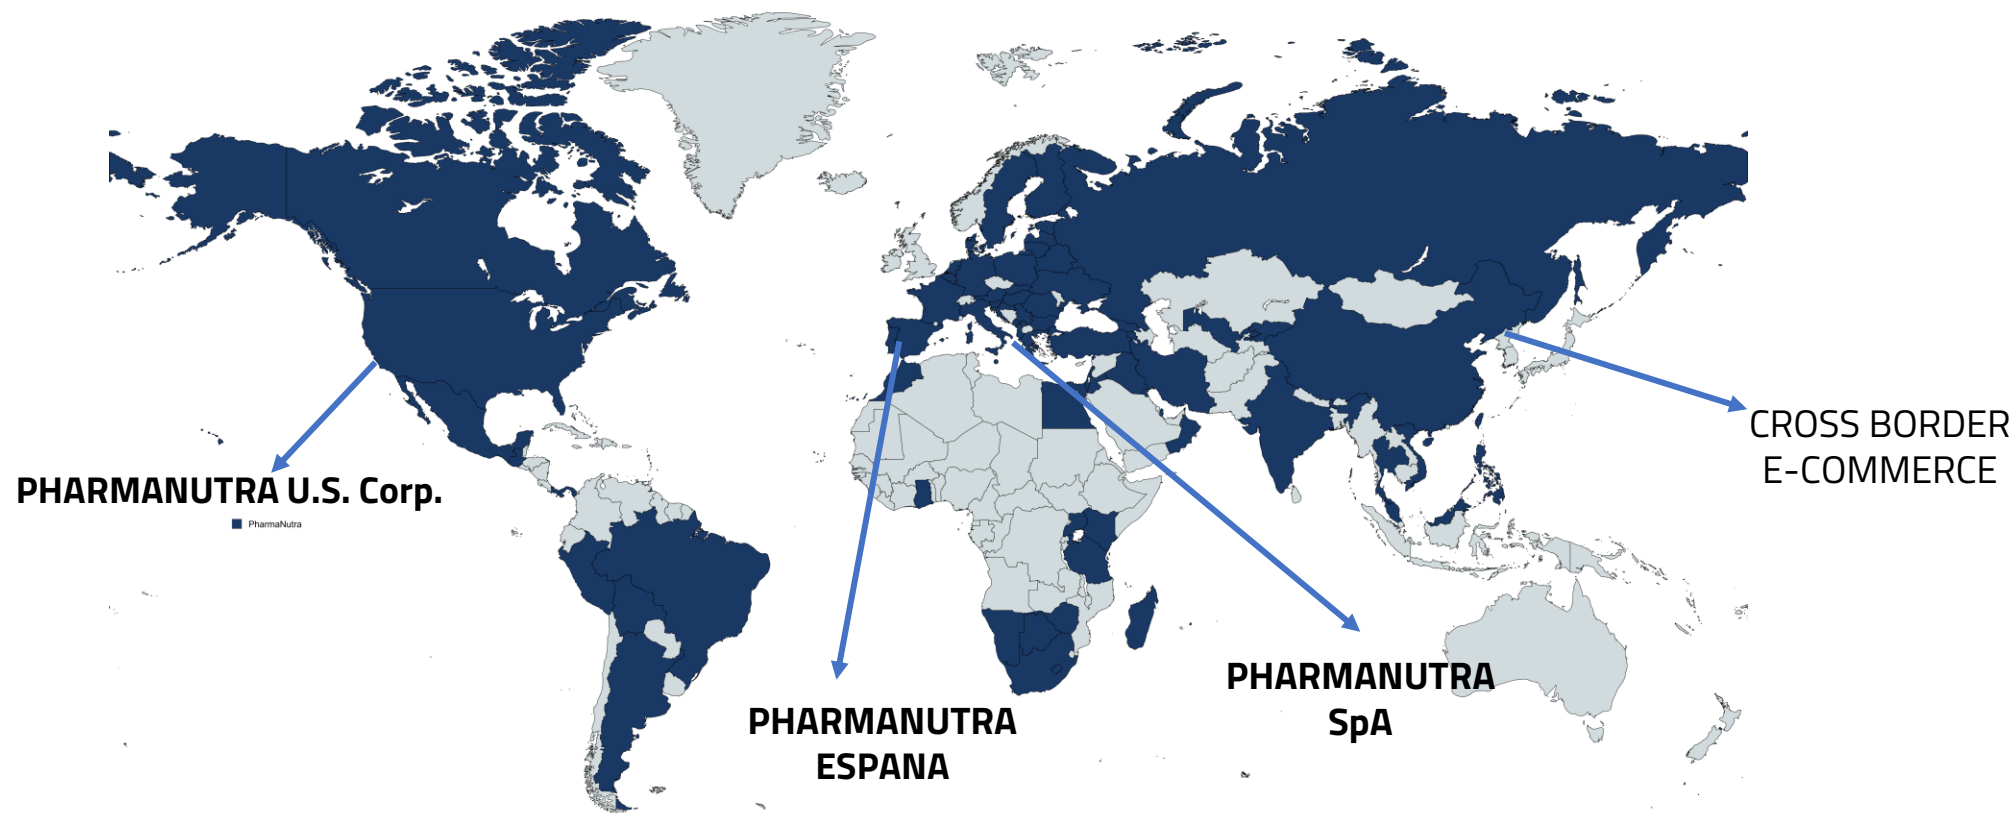 CROSS BORDER
E-COMMERCE
PHARMANUTRA U.S. Corp.
PharmaNutra
PHARMANUTRA
SpA
PHARMANUTRA
ESPANA